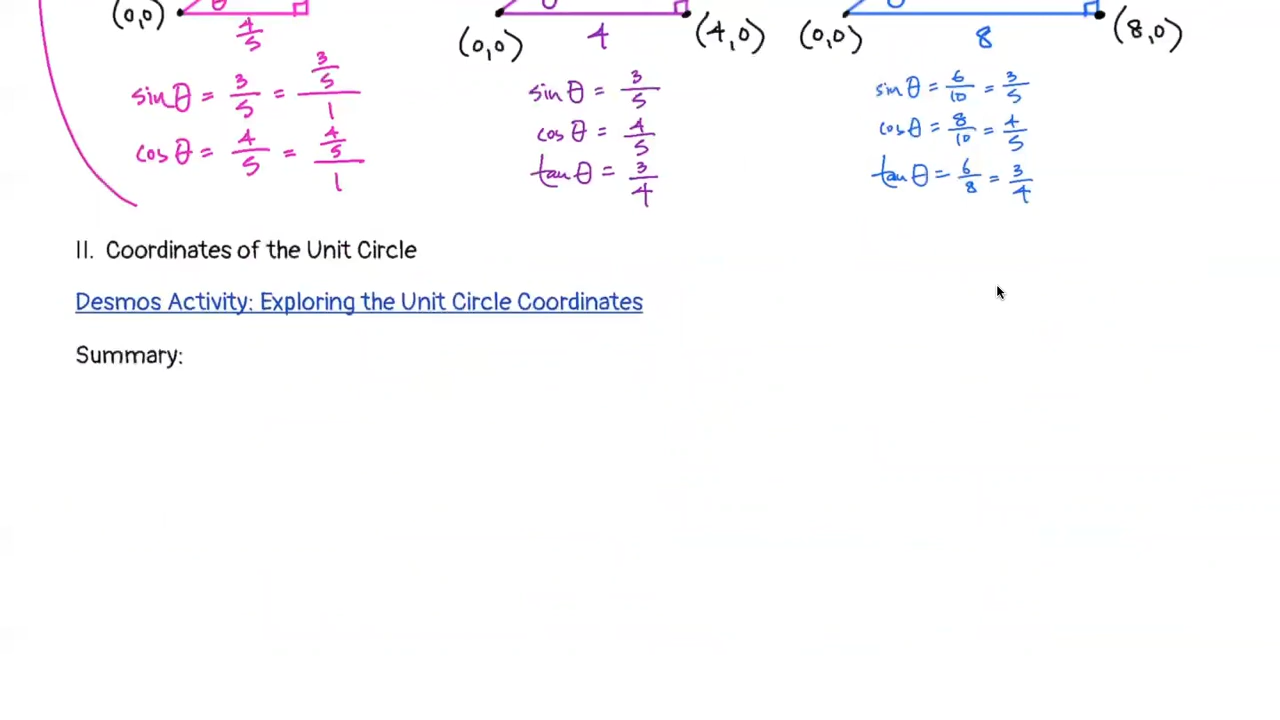 (0,0) θ 4/5
(0,0) θ 4 (4,0)
(0,0) θ 8 (8,0)
sin θ = 3/5 = 3/5/1
cos θ = 4/5 = 4/5/1
sin θ = 3/5
cos θ = 4/5
tan θ = 3/4
sin θ = 6/10 = 3/5
cos θ = 8/10 = 4/5
tan θ = 6/8 = 3/4
II. Coordinates of the Unit Circle
Desmos Activity: Exploring the Unit Circle Coordinates
Summary: